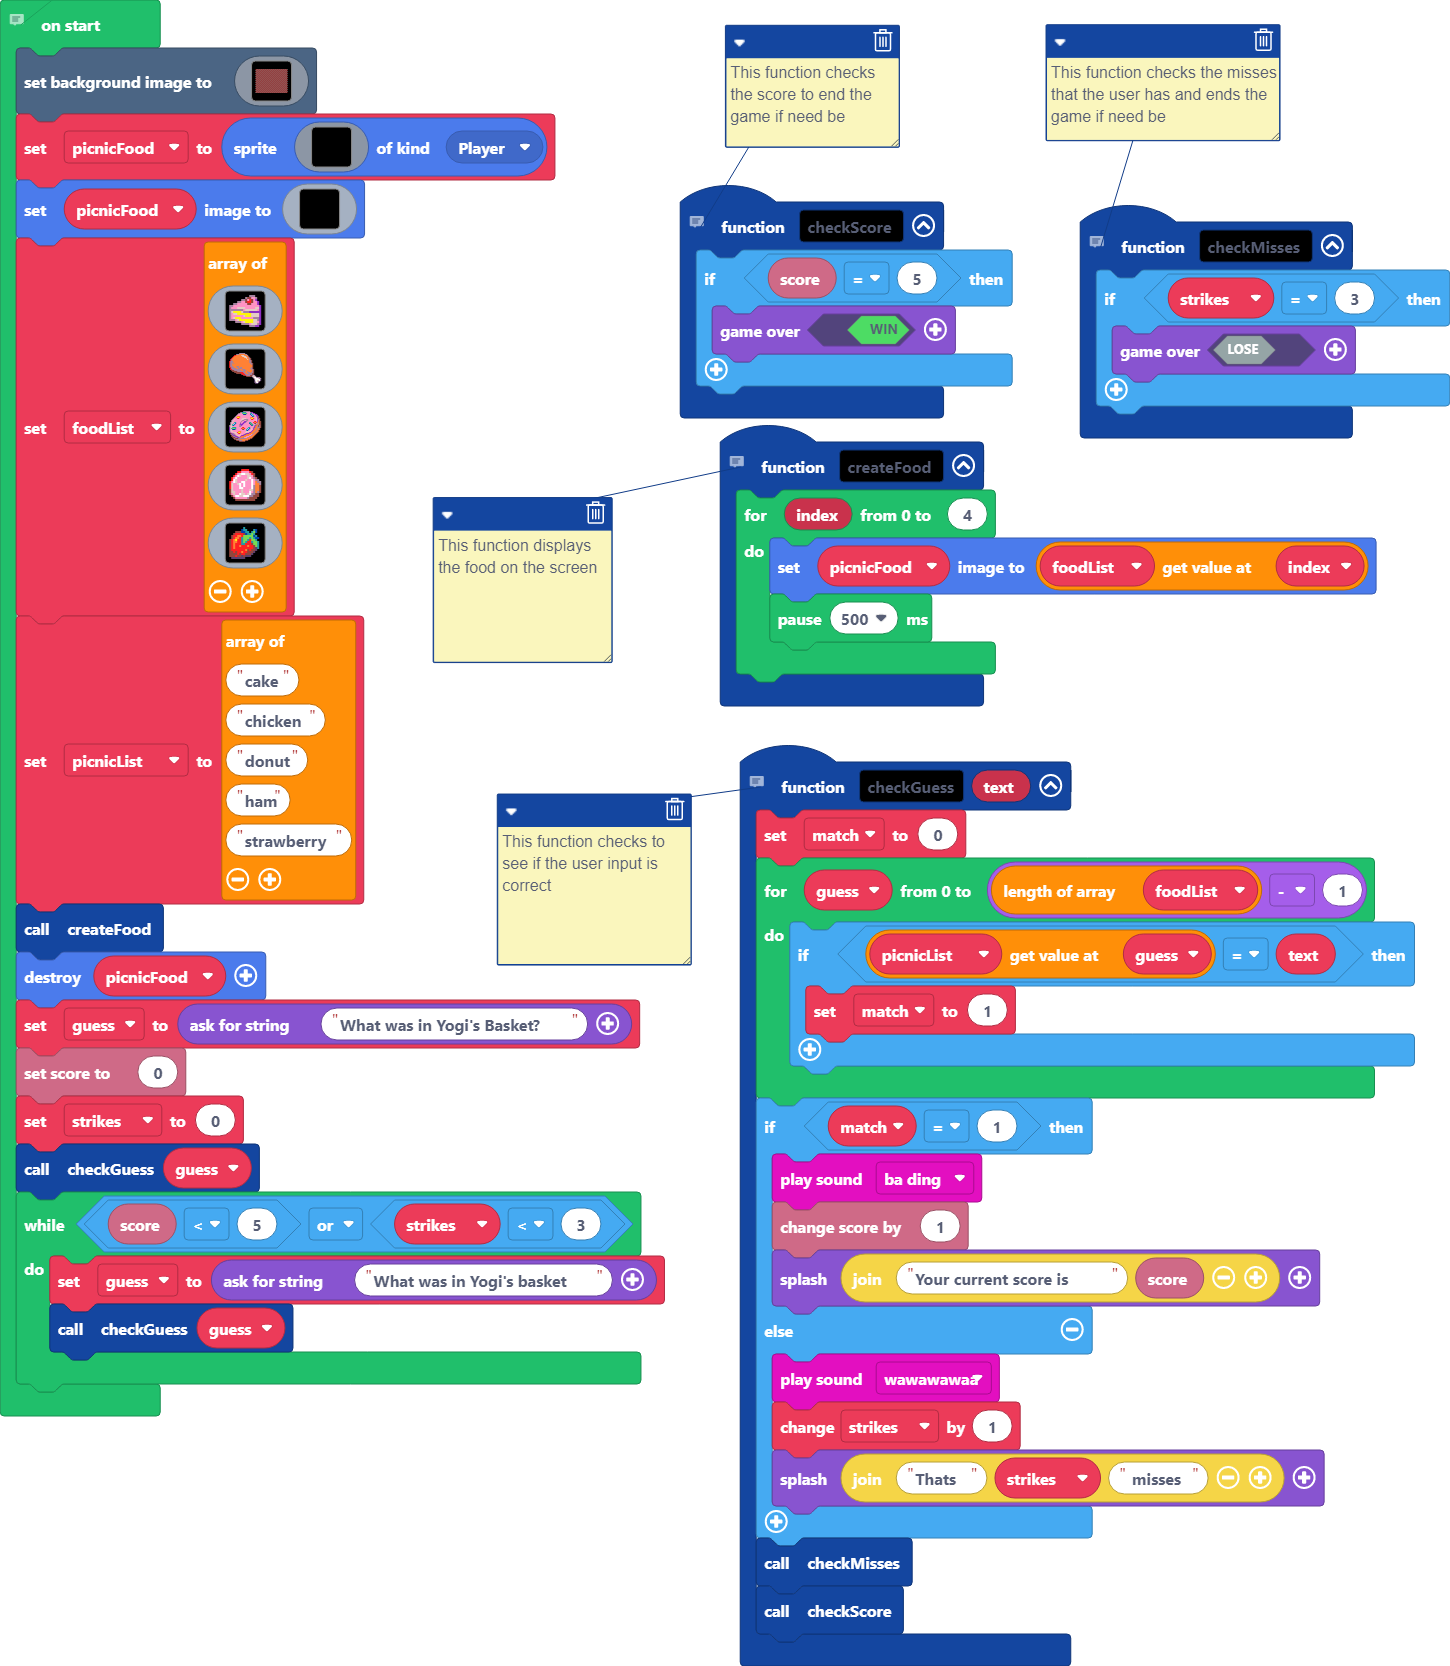 on start
set background image to
set picnicFood to sprite of kind Player
set picnicFood image to
set foodList to array of
set picnicList to array of
"cake"
"chicken"
"donut"
"ham"
"strawberry"
call createFood
destroy picnicFood
set guess to ask for string "What was in Yogi's Basket?"
set score to 0
set strikes to 0
call checkGuess guess
while score < 5 or strikes < 3
do set guess to ask for string "What was in Yogi's basket"
call checkGuess guess
This function checks
the score to end the
game if need be
function checkScore
if score = 5 then
game over WIN
This function checks the misses
that the user has and ends the
game if need be
function checkMisses
if strikes = 3 then
game over LOSE
This function displays
the food on the screen
function createFood
for index from 0 to 4
do set picnicFood image to foodList get value at index
pause 500 ms
This function checks to
see if the user input is
correct
function checkGuess text
set match to 0
for guess from 0 to length of array foodList - 1
do if picnicList get value at guess = text then
set match to 1
if match = 1 then
play sound ba ding
change score by 1
splash join "Your current score is " score
else
play sound wawawawaa
change strikes by 1
splash join "Thats " strikes "misses"
call checkMisses
call checkScore